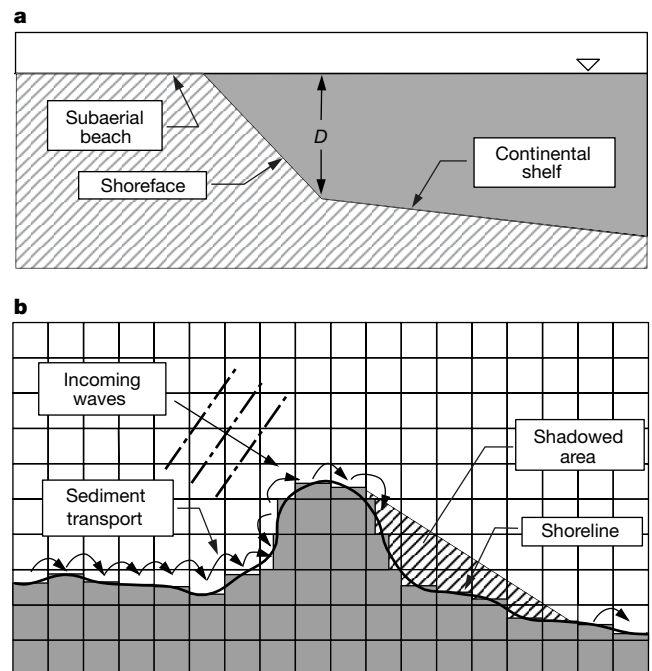 a
Subaerial
beach
D
Shoreface
Continental
shelf
b
Incoming
waves
Shadowed
area
Sediment
transport
Shoreline